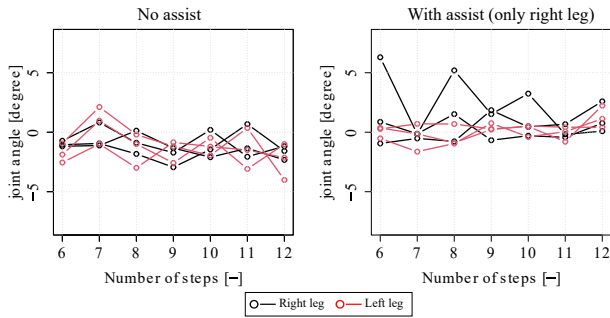 No assist
With assist (only right leg)
joint angle [degree]
5
0
−5
6 7 8 9 10 11 12
Number of steps [−]
joint angle [degree]
5
0
−5
6 7 8 9 10 11 12
Number of steps [−]
Right leg
Left leg